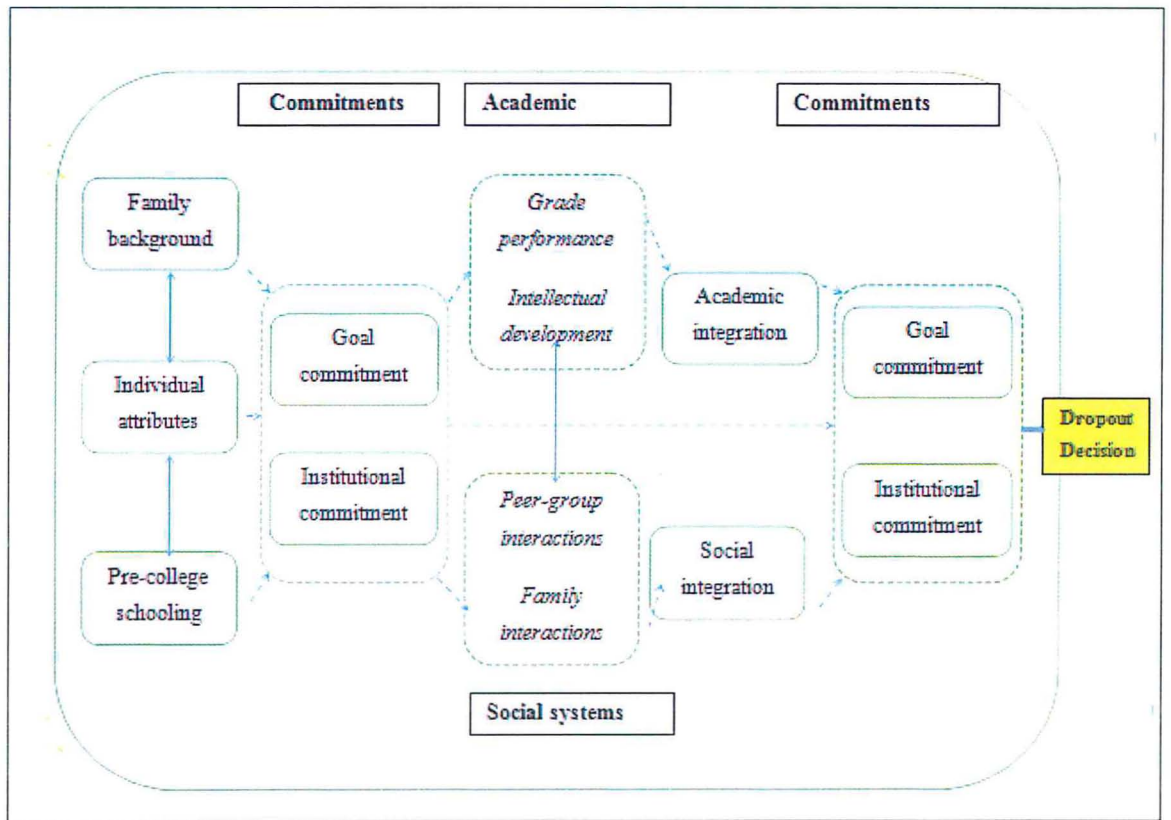 Commitments
Academic
Commitments
Family
background
Individual
attributes
Pre-college
schooling
Goal
commitment
Institutional
commitment
Grade
performance
Intellectual
development
Peer-group
interactions
Family
interactions
Academic
integration
Social
integration
Goal
commitment
Institutional
commitment
Dropout
Decision
Social systems